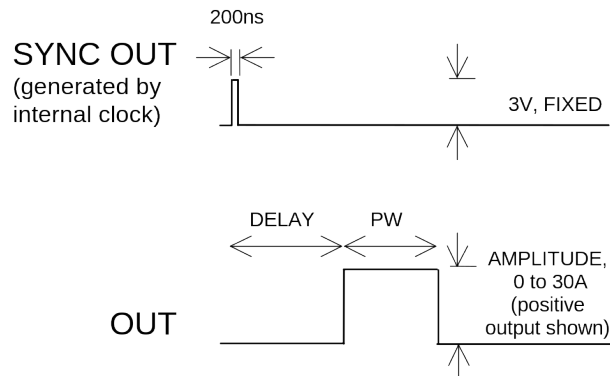 200ns
SYNC OUT
(generated by
internal clock)
3V, FIXED
DELAY
PW
AMPLITUDE,
0 to 30A
(positive
output shown)
OUT